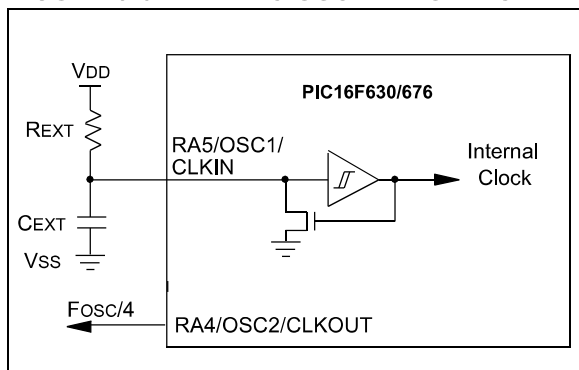 VDD
PIC16F630/676
REXT
RA5/OSC1/
CLKIN
Internal
Clock
CEXT
VSS
FOSC/4
RA4/OSC2/CLKOUT